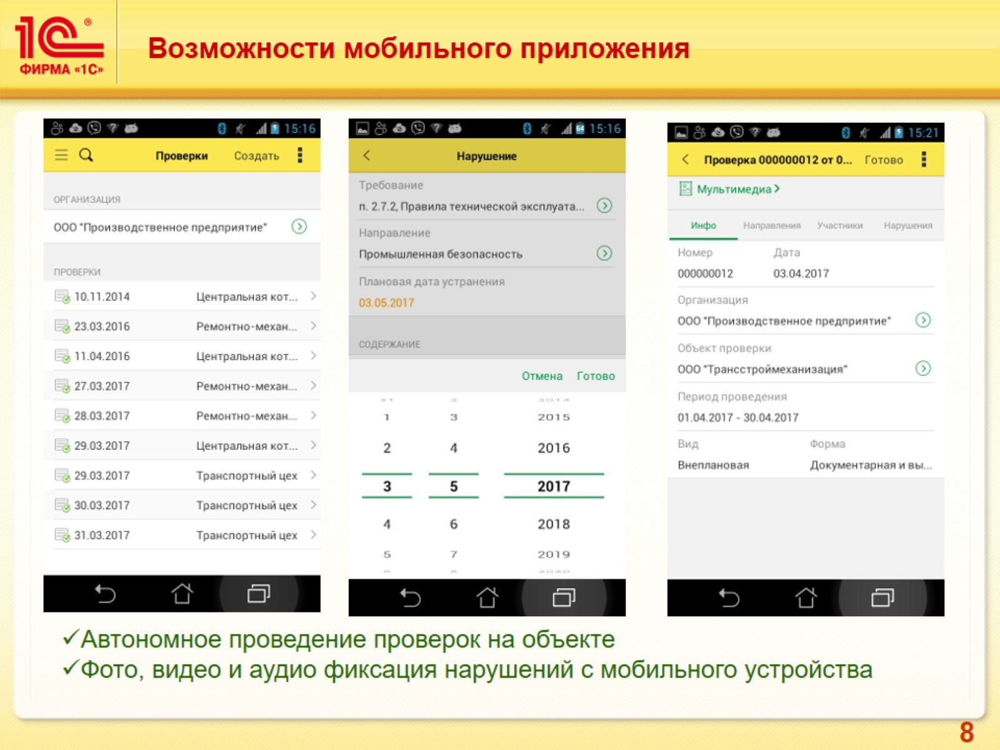 1С®
ФИРМА «1С»
Возможности мобильного приложения
15:16
Проверки Создать
ОРГАНИЗАЦИЯ
ООО "Производственное предприятие"
ПРОВЕРКИ
10.11.2014 Центральная кот...
23.03.2016 Ремонтно-механ...
11.04.2016 Центральная кот...
27.03.2017 Ремонтно-механ...
28.03.2017 Ремонтно-механ...
29.03.2017 Центральная кот...
29.03.2017 Транспортный цех
30.03.2017 Транспортный цех
31.03.2017 Транспортный цех
64 15:16
Нарушение
Требование
п. 2.7.2, Правила технической эксплуата...
Направление
Промышленная безопасность
Плановая дата устранения
03.05.2017
СОДЕРЖАНИЕ
Отмена Готово
1 3 2015
2 4 2016
3 5 2017
4 6 2018
5 7 2019
15:21
Проверка 000000012 от 0... Готово
Мультимедиа
Инфо Направления Участники Нарушения
Номер Дата
000000012 03.04.2017
Организация
ООО "Производственное предприятие"
Объект проверки
ООО "Трансстроймеханизация"
Период проведения
01.04.2017 - 30.04.2017
Вид Форма
Внеплановая Документарная и вы...
✓Автономное проведение проверок на объекте
✓Фото, видео и аудио фиксация нарушений с мобильного устройства
8